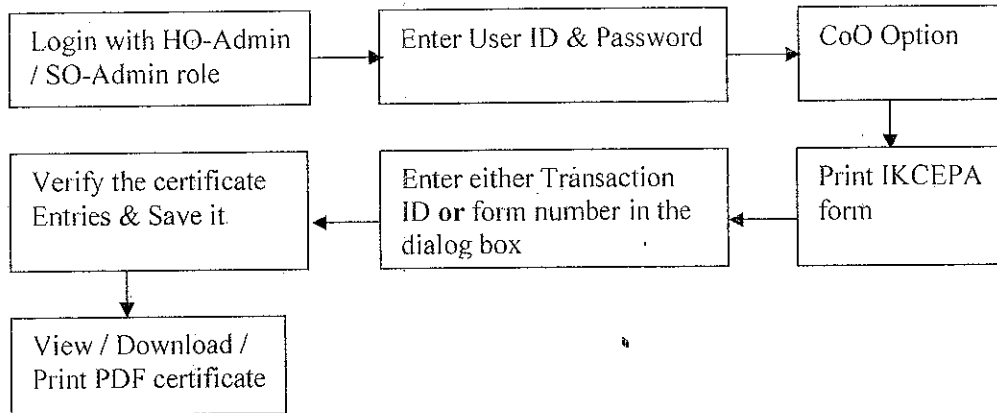 Login with HO-Admin
/ SO-Admin role
Enter User ID & Password
CoO Option
Print IKCEPA
form
Enter either Transaction
ID or form number in the
dialog box
Verify the certificate
Entries & Save it
View / Download /
Print PDF certificate